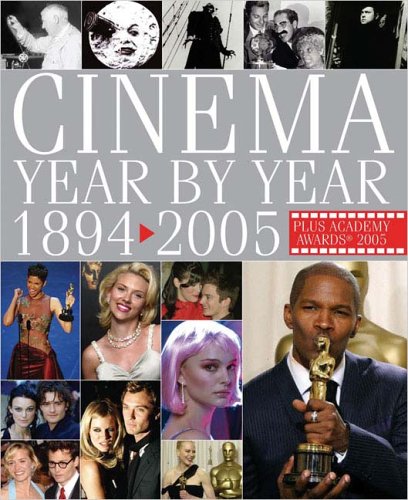 CINEMA
YEAR BY YEAR
1894 ▶ 2005
PLUS ACADEMY
AWARDS® 2005